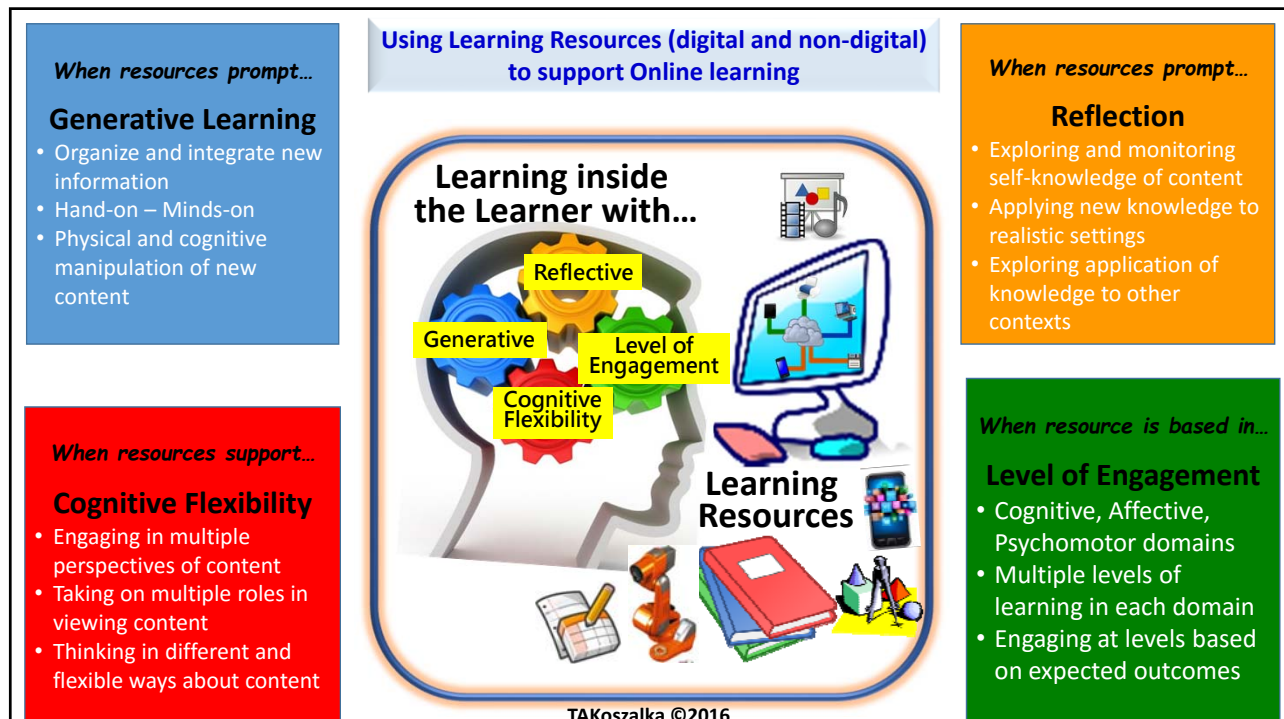 Using Learning Resources (digital and non-digital)
to support Online learning
When resources prompt...
Generative Learning
• Organize and integrate new
information
• Hand-on – Minds-on
• Physical and cognitive
manipulation of new
content
When resources support...
Cognitive Flexibility
• Engaging in multiple
perspectives of content
• Taking on multiple roles in
viewing content
• Thinking in different and
flexible ways about content
Learning inside
the Learner with...
Reflective
Generative
Level of
Engagement
Cognitive
Flexibility
Learning
Resources
TAKoszalka ©2016
When resources prompt...
Reflection
• Exploring and monitoring
self-knowledge of content
• Applying new knowledge to
realistic settings
• Exploring application of
knowledge to other
contexts
When resource is based in...
Level of Engagement
• Cognitive, Affective,
Psychomotor domains
• Multiple levels of
learning in each domain
• Engaging at levels based
on expected outcomes